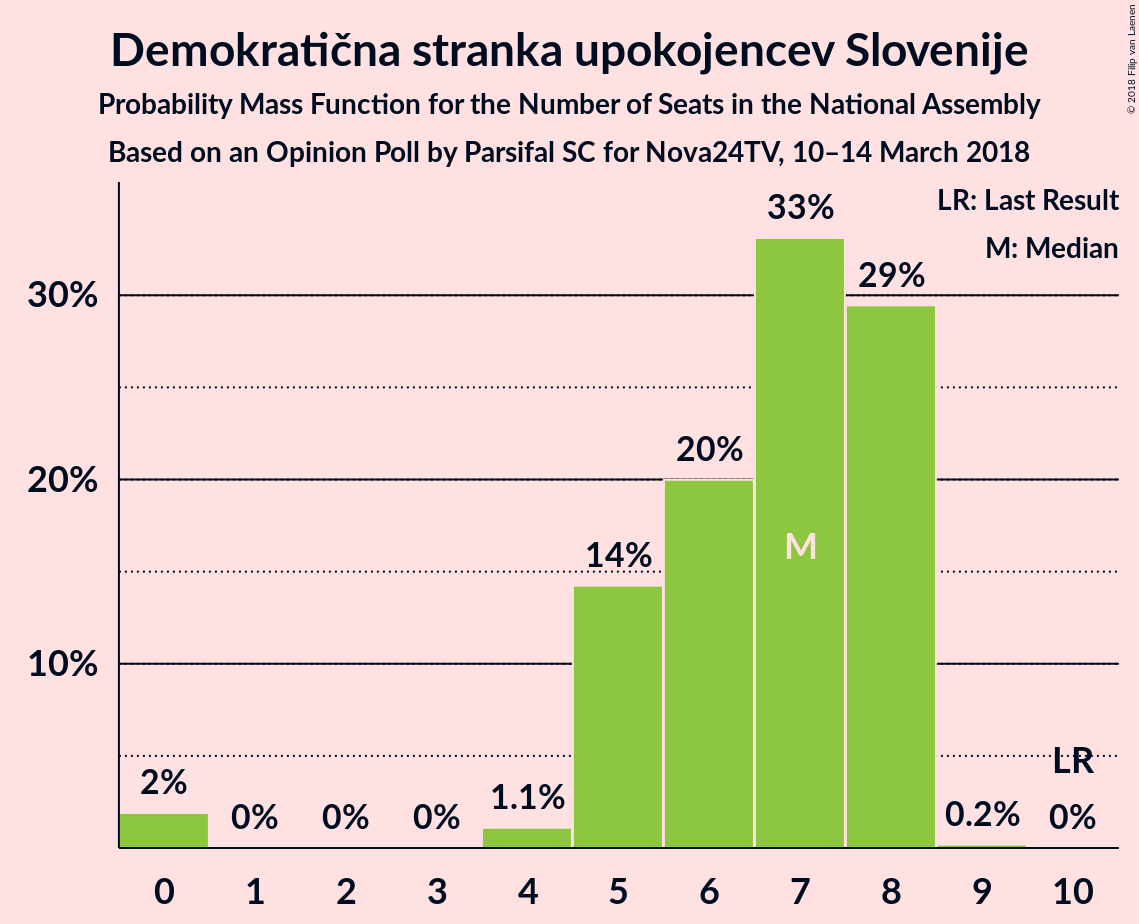 Demokratična stranka upokojencev Slovenije
Probability Mass Function for the Number of Seats in the National Assembly
Based on an Opinion Poll by Parsifal SC for Nova24TV, 10–14 March 2018
© 2018 Filip van Laenen
LR: Last Result
M: Median
33%
29%
30%
20%
20%
14%
M
10%
LR
2%
0%
0%
0%
1.1%
0.2%
0%
0 1 2 3 4 5 6 7 8 9 10